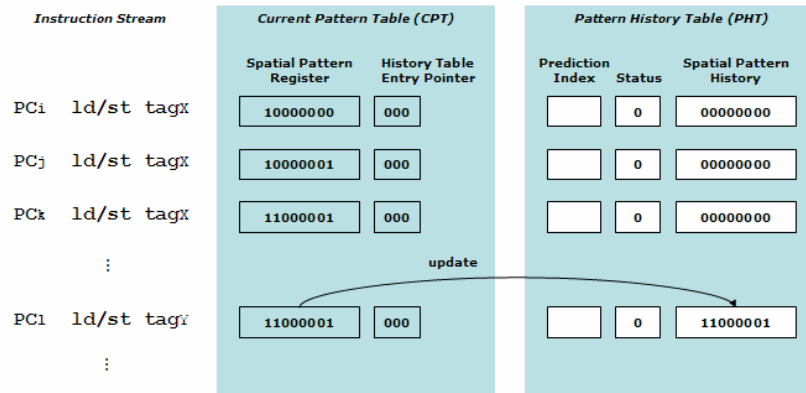 Instruction Stream Current Pattern Table (CPT) Pattern History Table (PHT)
Spatial Pattern History Table Prediction Spatial Pattern
Register Entry Pointer Index Status History
PCi ld/st tagX 10000000 000 0 00000000
PCj ld/st tagX 10000001 000 0 00000000
PCk ld/st tagX 11000001 000 0 00000000
⋮ update
PCl ld/st tagY 11000001 000 0 11000001
⋮